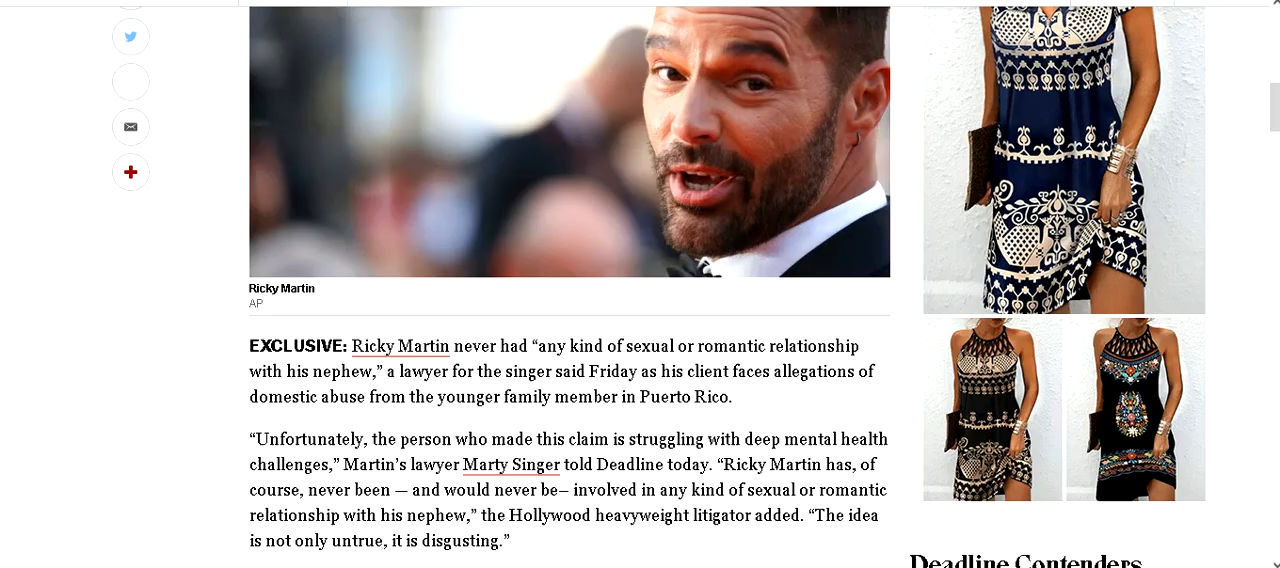 Ricky Martin
AP
EXCLUSIVE: Ricky Martin never had “any kind of sexual or romantic relationship
with his nephew,” a lawyer for the singer said Friday as his client faces allegations of
domestic abuse from the younger family member in Puerto Rico.
“Unfortunately, the person who made this claim is struggling with deep mental health
challenges,” Martin’s lawyer Marty Singer told Deadline today. “Ricky Martin has, of
course, never been — and would never be– involved in any kind of sexual or romantic
relationship with his nephew,” the Hollywood heavyweight litigator added. “The idea
is not only untrue, it is disgusting.”
Deadline Contenders